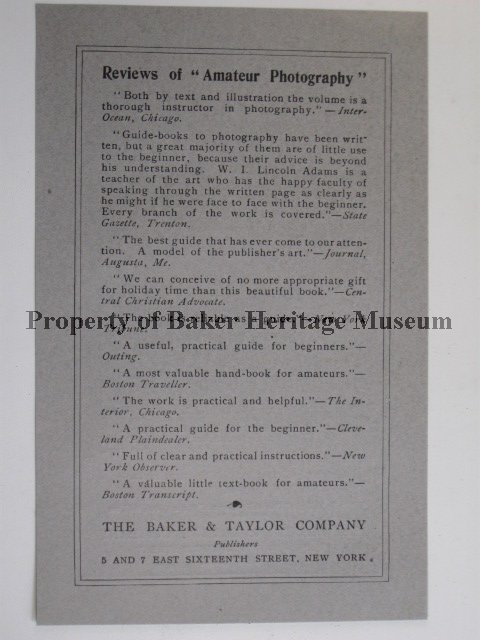 Reviews of "Amateur Photography"
"Both by text and illustration the volume is a
thorough instructor in photography."—Inter-
Ocean, Chicago.
"Guide-books to photography have been writ-
ten, but a great majority of them are of little use
to the beginner, because their advice is beyond
his understanding. W. I. Lincoln Adams is a
teacher of the art who has the happy faculty of
speaking through the written page as clearly as
he might if he were face to face with the beginner.
Every branch of the work is covered."—State
Gazette, Trenton.
"The best guide that has ever come to our atten-
tion. A model of the publisher's art."—Journal,
Augusta, Me.
"We can conceive of no more appropriate gift
for holiday time than this beautiful book."—Cen-
tral Christian Advocate.
"The book
Property of Baker Heritage Museum
"A useful, practical guide for beginners."—
Outing.
"A most valuable hand-book for amateurs."—
Boston Traveller.
"The work is practical and helpful."—The In-
terior, Chicago.
"A practical guide for the beginner."—Cleve-
land Plaindealer.
"Full of clear and practical instructions."—New
York Observer.
"A valuable little text-book for amateurs."—
Boston Transcript.
THE BAKER & TAYLOR COMPANY
Publishers
5 AND 7 EAST SIXTEENTH STREET, NEW YORK